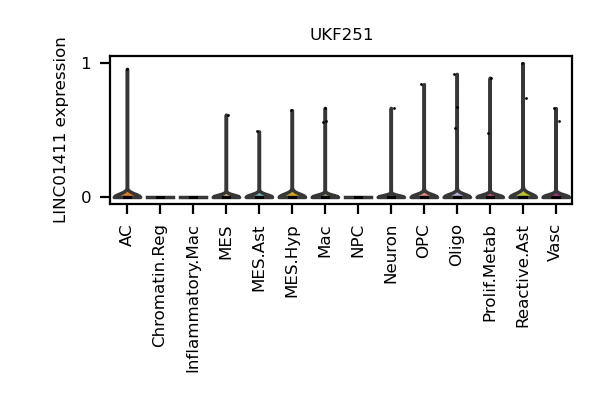 UKF251
LINC01411 expression
1
0
AC
Chromatin.Reg
Inflammatory.Mac
MES
MES.Ast
MES.Hyp
Mac
NPC
Neuron
OPC
Oligo
Prolif.Metab
Reactive.Ast
Vasc